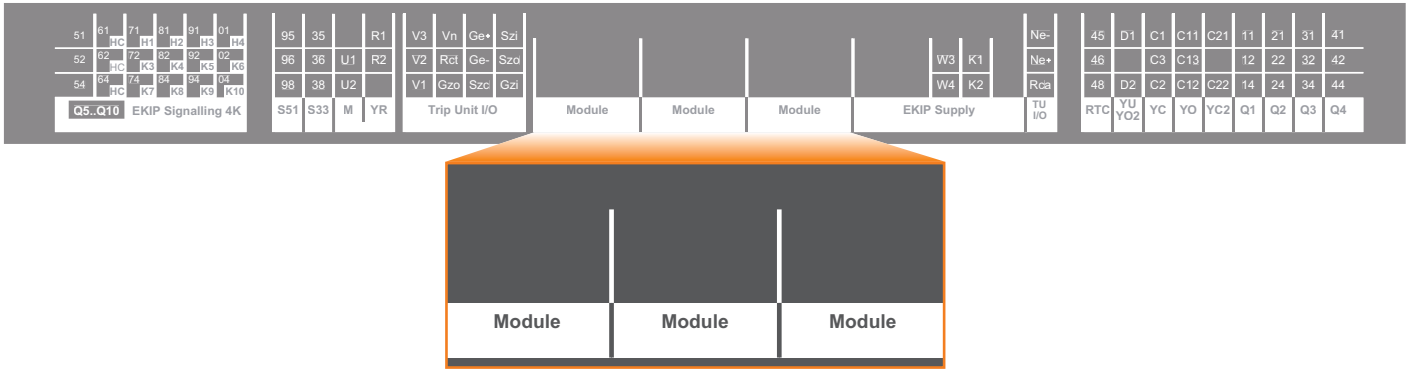 51 61 HC 71 H1 81 H2 91 H3 01 H4 95 35 R1 V3 Vn Ge+ Szi Ne- 45 D1 C1 C11 C21 11 21 31 41
52 62 HC 72 K3 82 K4 92 K5 02 K6 96 36 U1 R2 V2 Rct Ge- Szo W3 K1 Ne+ 46 C3 C13 12 22 32 42
54 64 HC 74 K7 84 K8 94 K9 04 K10 98 38 U2 V1 Gzo Szc Gzi W4 K2 Rca 48 D2 C2 C12 C22 14 24 34 44
Q5..Q10 EKIP Signalling 4K S51 S33 M YR Trip Unit I/O Module Module Module EKIP Supply TU I/O RTC YU YO2 YC YO YC2 Q1 Q2 Q3 Q4
Module Module Module